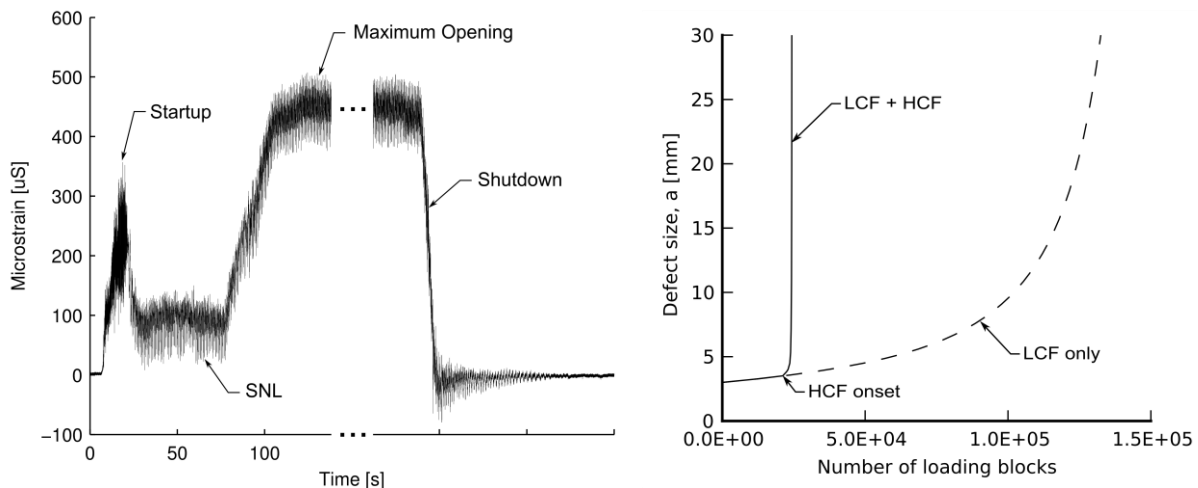 600
500
400
300
200
100
0
−100
Microstrain [uS]
Startup
Maximum Opening
Shutdown
SNL
0 50 100
Time [s]
30
25
20
15
10
5
0
Defect size, a [mm]
LCF + HCF
LCF only
HCF onset
0.0E+00 5.0E+04 1.0E+05 1.5E+05
Number of loading blocks